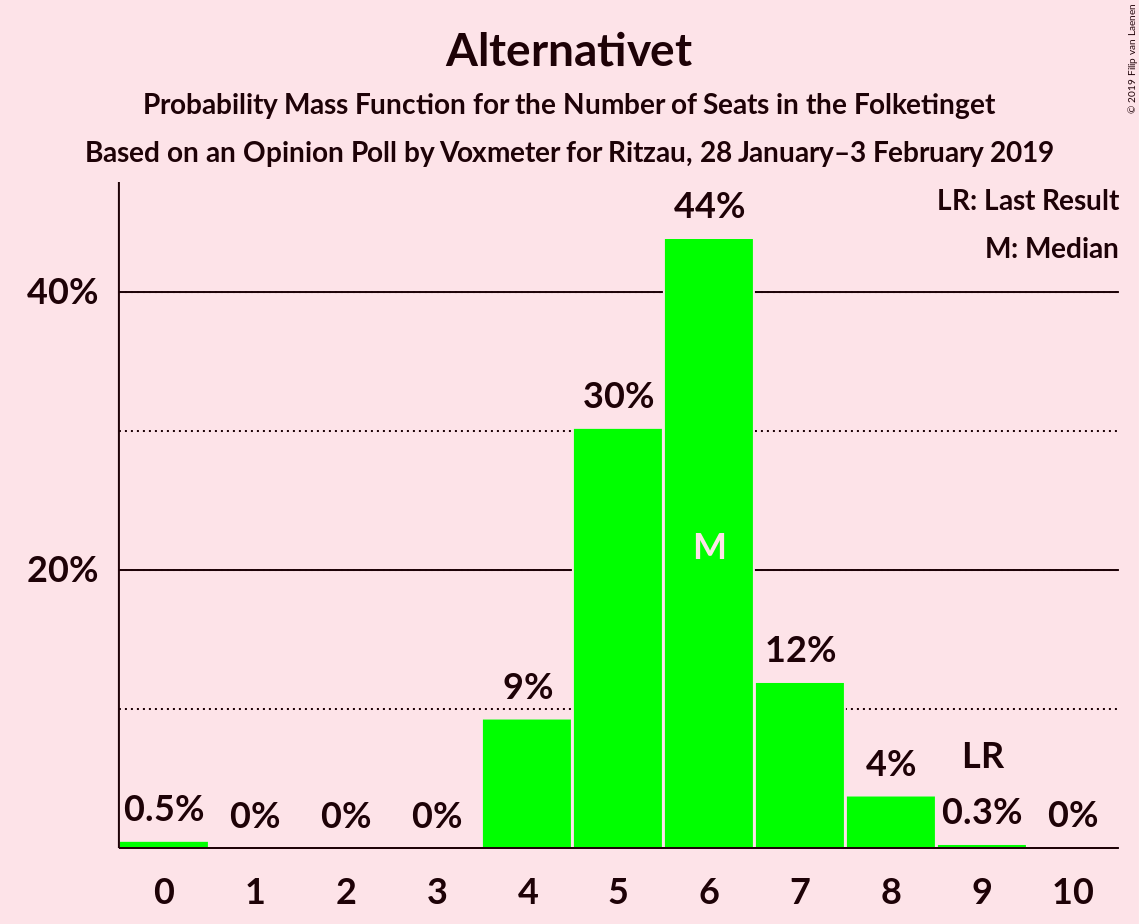 Alternativet
Probability Mass Function for the Number of Seats in the Folketinget
Based on an Opinion Poll by Voxmeter for Ritzau, 28 January–3 February 2019
© 2019 Filip van Laenen
LR: Last Result
M: Median
44%
40%
30%
M
20%
12%
9%
4%
LR
0.5% 0% 0% 0% 0.3% 0%
0 1 2 3 4 5 6 7 8 9 10